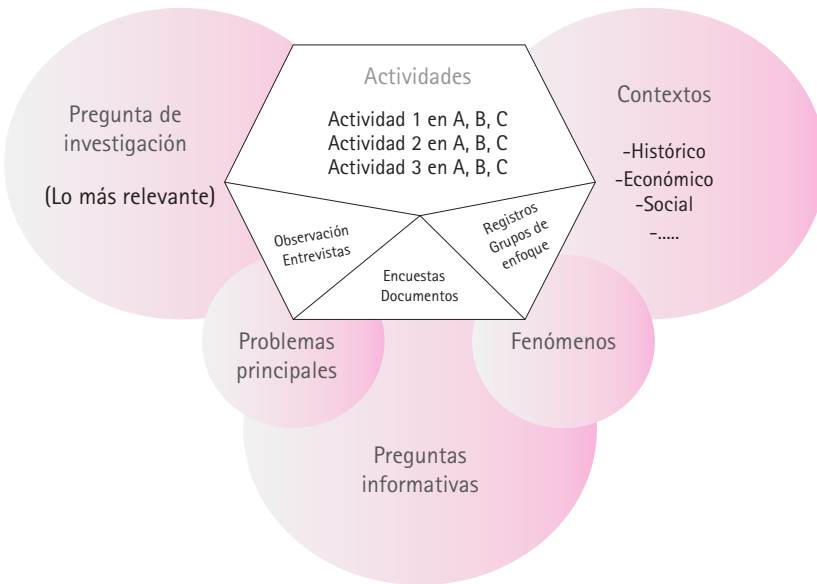 Actividades
Actividad 1 en A, B, C
Actividad 2 en A, B, C
Actividad 3 en A, B, C
Pregunta de
investigación
(Lo más relevante)
Contextos
-Histórico
-Económico
-Social
-.....
Observación
Entrevistas
Encuestas
Documentos
Registros
Grupos de
enfoque
Problemas
principales
Fenómenos
Preguntas
informativas